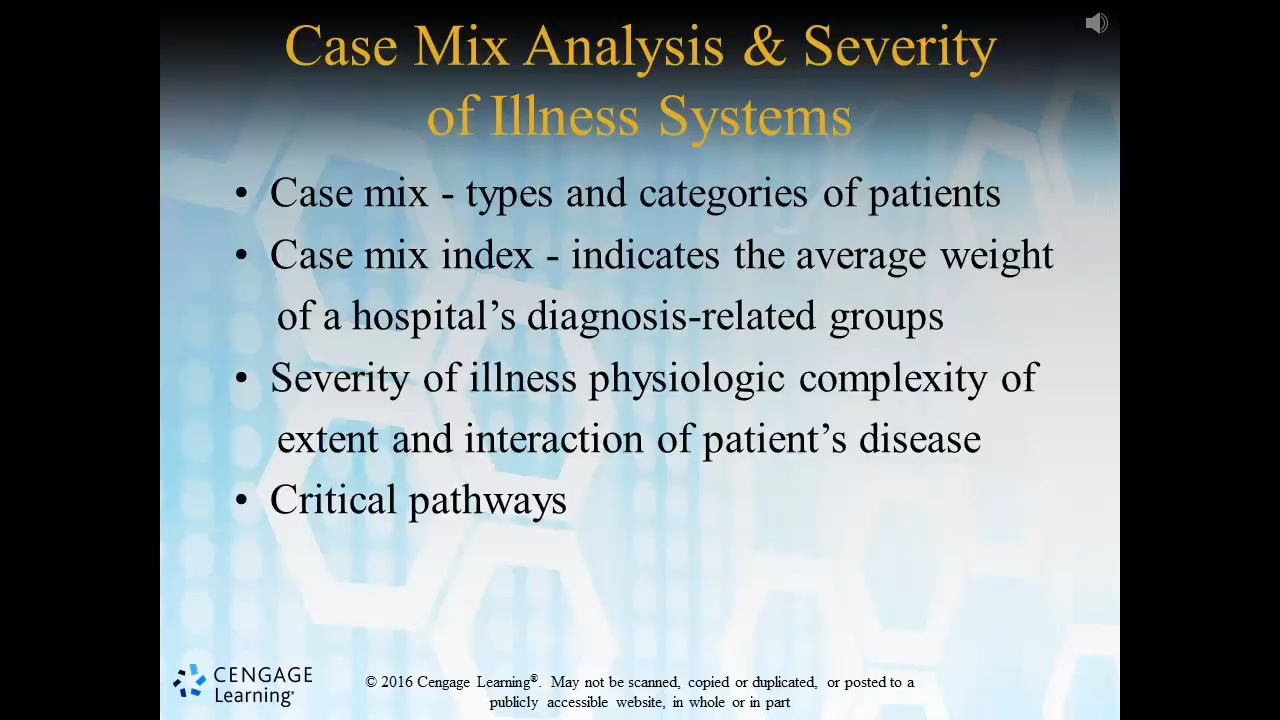 Case Mix Analysis & Severity
of Illness Systems
• Case mix - types and categories of patients
• Case mix index - indicates the average weight
of a hospital’s diagnosis-related groups
• Severity of illness physiologic complexity of
extent and interaction of patient’s disease
• Critical pathways
CENGAGE
Learning®
© 2016 Cengage Learning®. May not be scanned, copied or duplicated, or posted to a
publicly accessible website, in whole or in part